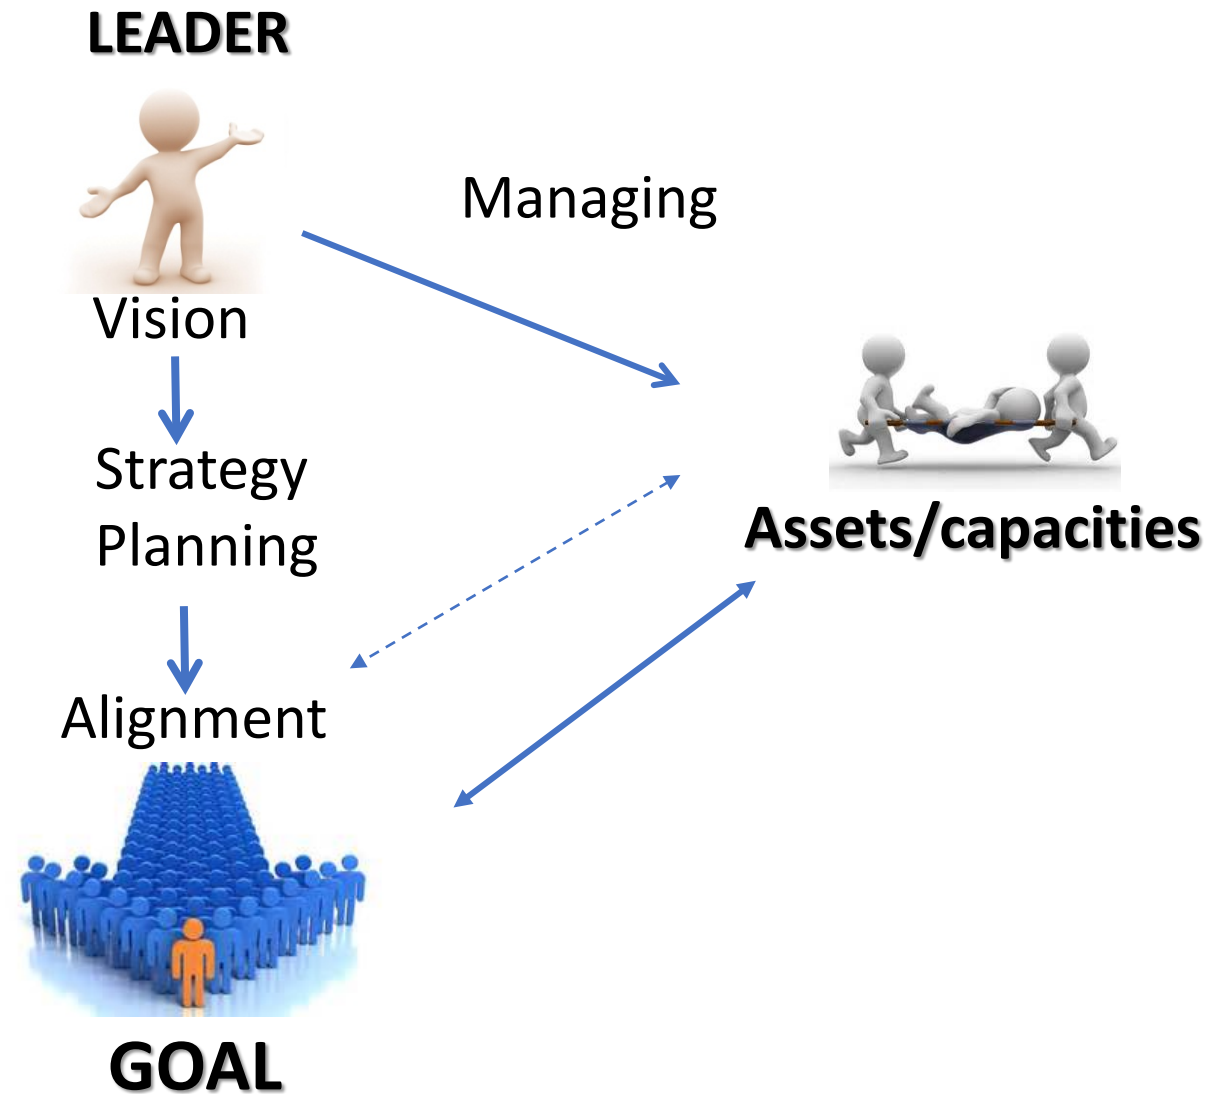 LEADER
Managing
Vision
Strategy
Planning
Assets/capacities
Alignment
GOAL